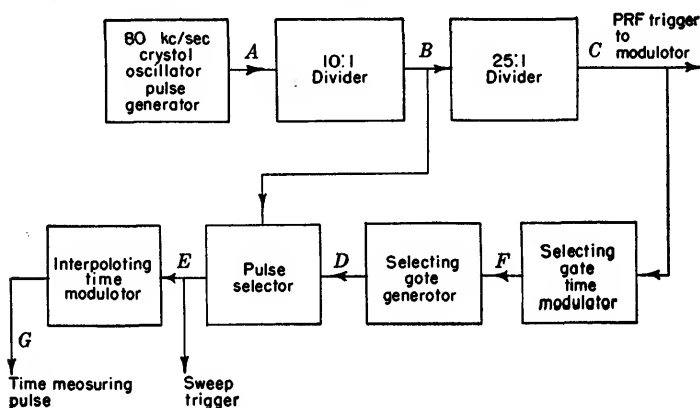 80 kc/sec
crystol
oscillator
pulse
generator
A
10:1
Divider
B
25:1
Divider
C
PRF trigger
to
modulotor
Interpoloting
time
modulotor
E
Pulse
selector
D
Selecting
gote
generotor
F
Selecting
gate
time
modulator
G
Time meosuring
pulse
Sweep
trigger